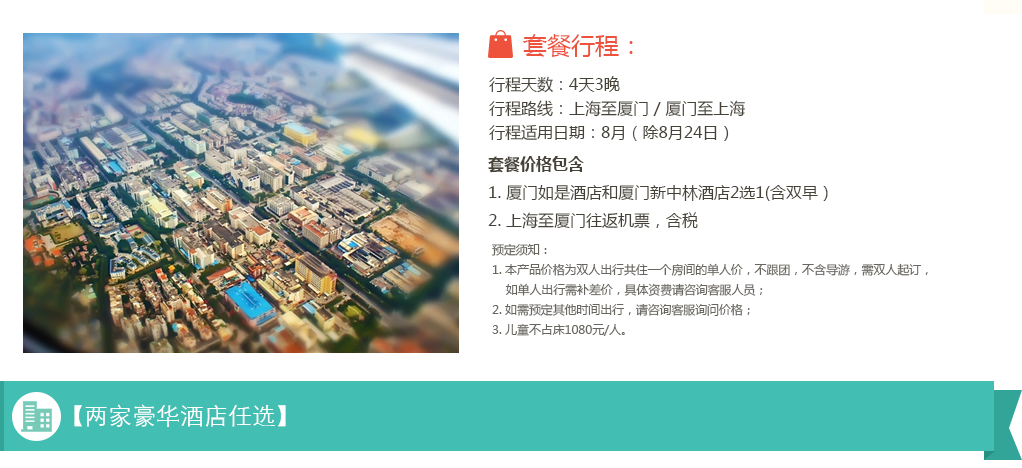 套餐行程：
行程天数：4天3晚
行程路线：上海至厦门 / 厦门至上海
行程适用日期：8月（除8月24日）
套餐价格包含
1. 厦门如是酒店和厦门新中林酒店2选1(含双早）
2. 上海至厦门往返机票，含税
预定须知：
1. 本产品价格为双人出行共住一个房间的单人价，不跟团，不含导游，需双人起订，
如单人出行需补差价，具体资费请咨询客服人员；
2. 如需预定其他时间出行，请咨询客服询问价格；
3. 儿童不占床1080元/人。
【两家豪华酒店任选】